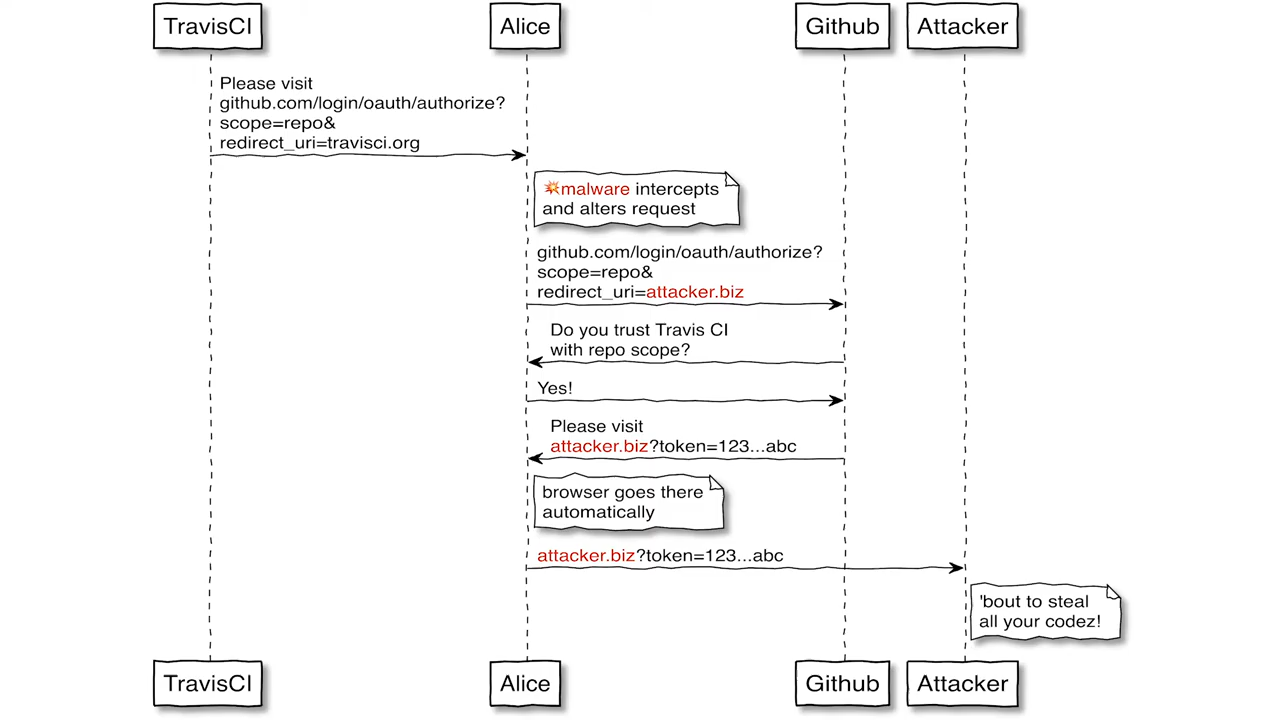 TravisCI
Alice
Github
Attacker
Please visit
github.com/login/oauth/authorize?
scope=repo&
redirect_uri=travisci.org
💥malware intercepts
and alters request
github.com/login/oauth/authorize?
scope=repo&
redirect_uri=attacker.biz
Do you trust Travis CI
with repo scope?
Yes!
Please visit
attacker.biz?token=123...abc
browser goes there
automatically
attacker.biz?token=123...abc
'bout to steal
all your codez!
TravisCI
Alice
Github
Attacker